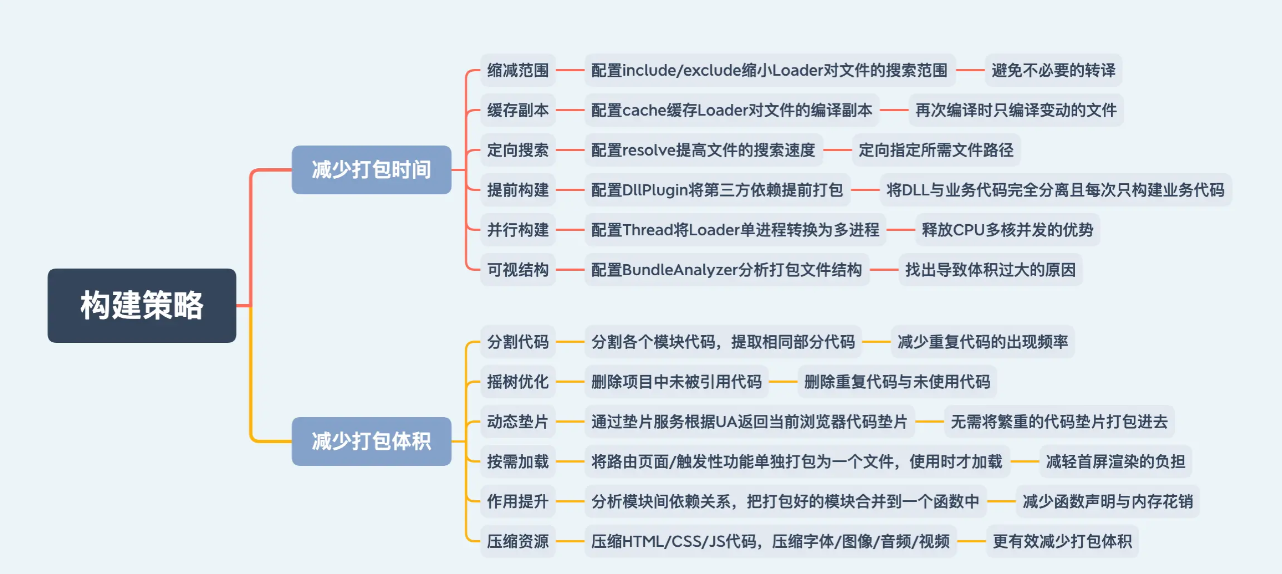 构建策略
减少打包时间
缩减范围 配置include/exclude缩小Loader对文件的搜索范围 避免不必要的转译
缓存副本 配置cache缓存Loader对文件的编译副本 再次编译时只编译变动的文件
定向搜索 配置resolve提高文件的搜索速度 定向指定所需文件路径
提前构建 配置DllPlugin将第三方依赖提前打包 将DLL与业务代码完全分离且每次只构建业务代码
并行构建 配置Thread将Loader单进程转换为多进程 释放CPU多核并发的优势
可视结构 配置BundleAnalyzer分析打包文件结构 找出导致体积过大的原因
减少打包体积
分割代码 分割各个模块代码，提取相同部分代码 减少重复代码的出现频率
摇树优化 删除项目中未被引用代码 删除重复代码与未使用代码
动态垫片 通过垫片服务根据UA返回当前浏览器代码垫片 无需将繁重的代码垫片打包进去
按需加载 将路由页面/触发性功能单独打包为一个文件，使用时才加载 减轻首屏渲染的负担
作用提升 分析模块间依赖关系，把打包好的模块合并到一个函数中 减少函数声明与内存花销
压缩资源 压缩HTML/CSS/JS代码，压缩字体/图像/音频/视频 更有效减少打包体积